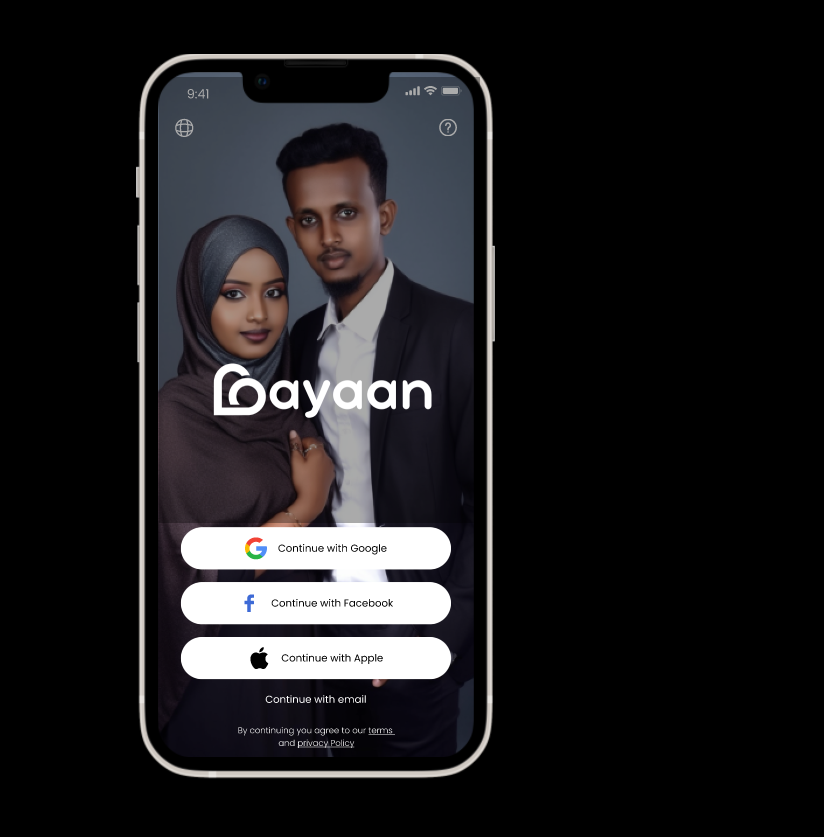 9:41
Bayaan
Continue with Google
Continue with Facebook
Continue with Apple
Continue with email
By continuing you agree to our terms
and privacy Policy